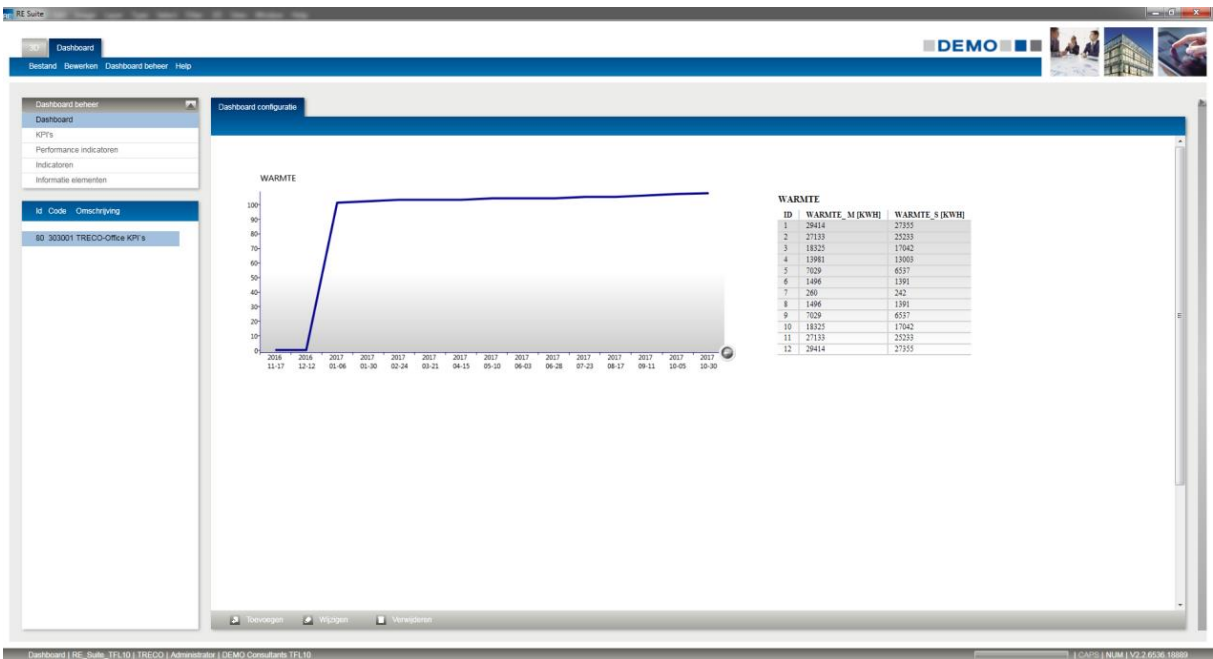 RE Suite
3D Dashboard
DEMO
Bestand Bewerken Dashboard beheer Help
Dashboard beheer
Dashboard
KPI's
Performance indicatoren
Indicatoren
Informatie elementen
Id Code Omschrijving
80 303001 TRECO-Office KPI's
Dashboard configuratie
WARMTE
100
90
80
70
60
50
40
30
20
10
0
2016 2016 2017 2017 2017 2017 2017 2017 2017 2017 2017 2017 2017 2017 2017
11-17 12-12 01-06 01-30 02-24 03-21 04-15 05-10 06-03 06-28 07-23 08-17 09-11 10-05 10-30
WARMTE
ID WARMTE_M [KWH] WARMTE_S [KWH]
1 29414 27355
2 27133 25233
3 18325 17042
4 13981 13003
5 7029 6537
6 1496 1391
7 260 242
8 1496 1391
9 7029 6537
10 18325 17042
11 27133 25233
12 29414 27355
Toevoegen Wijzigen Verwijderen
Dashboard | RE_Suite_TFL10 | TRECO | Administrator | DEMO Consultants TFL10
| CAPS | NUM | V2.2.6536.18889